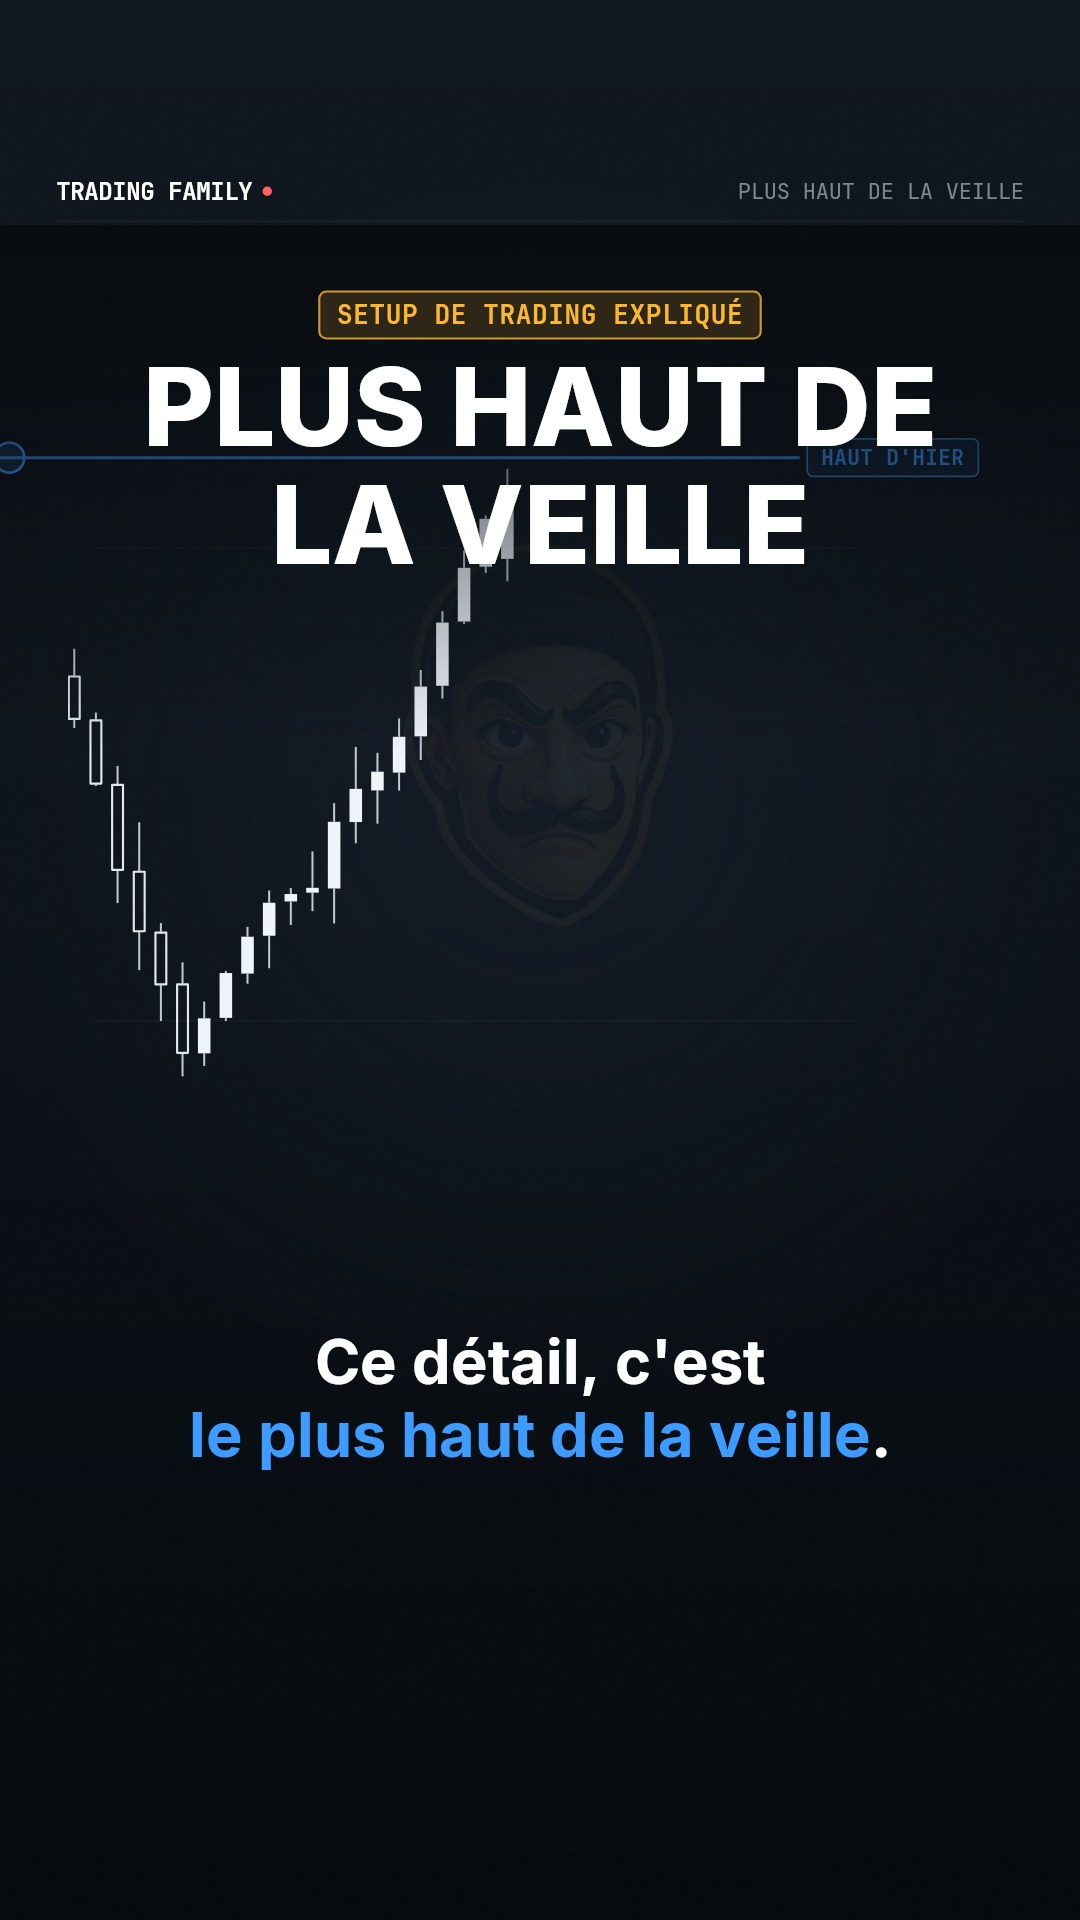 TRADING FAMILY
PLUS HAUT DE LA VEILLE
SETUP DE TRADING EXPLIQUÉ
PLUS HAUT DE
HAUT D'HIER
LA VEILLE
Ce détail, c'est
le plus haut de la veille.